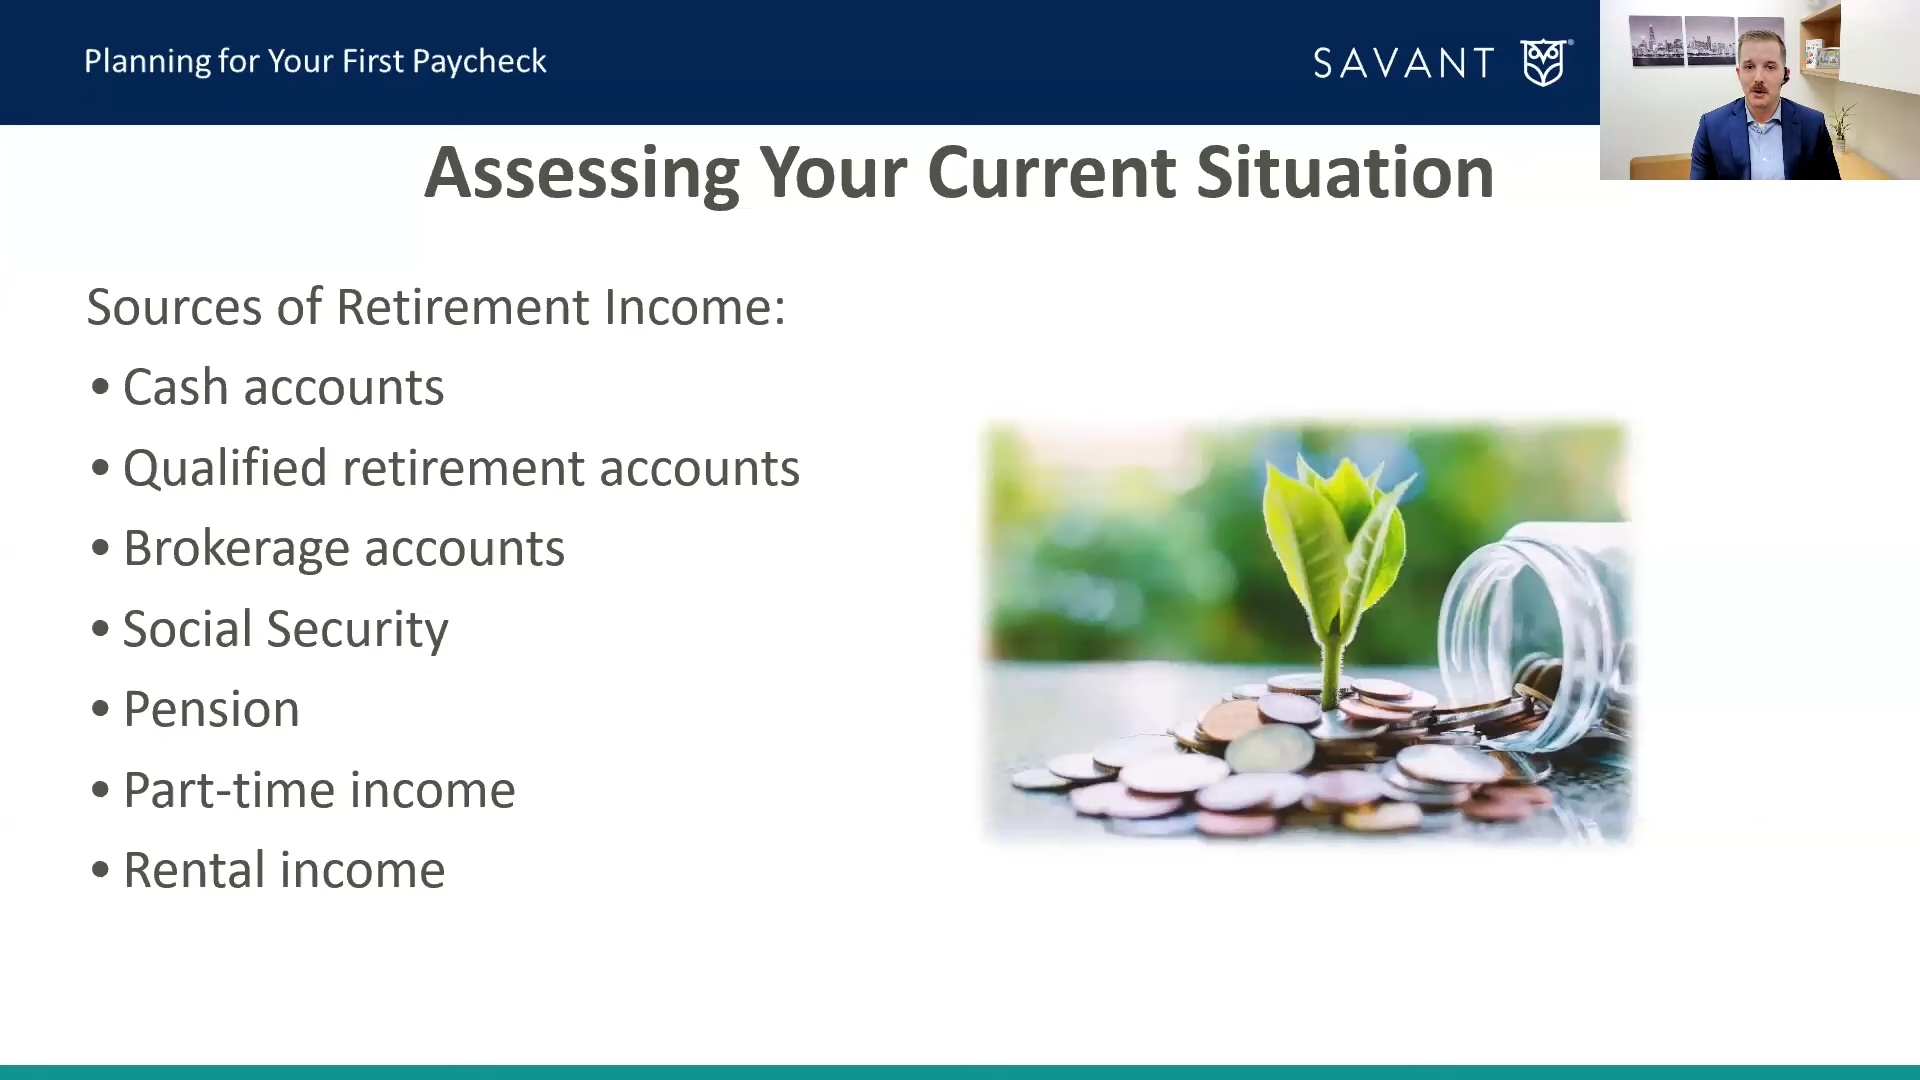 Planning for Your First Paycheck
SAVANT
Assessing Your Current Situation
Sources of Retirement Income:
• Cash accounts
• Qualified retirement accounts
• Brokerage accounts
• Social Security
• Pension
• Part-time income
• Rental income